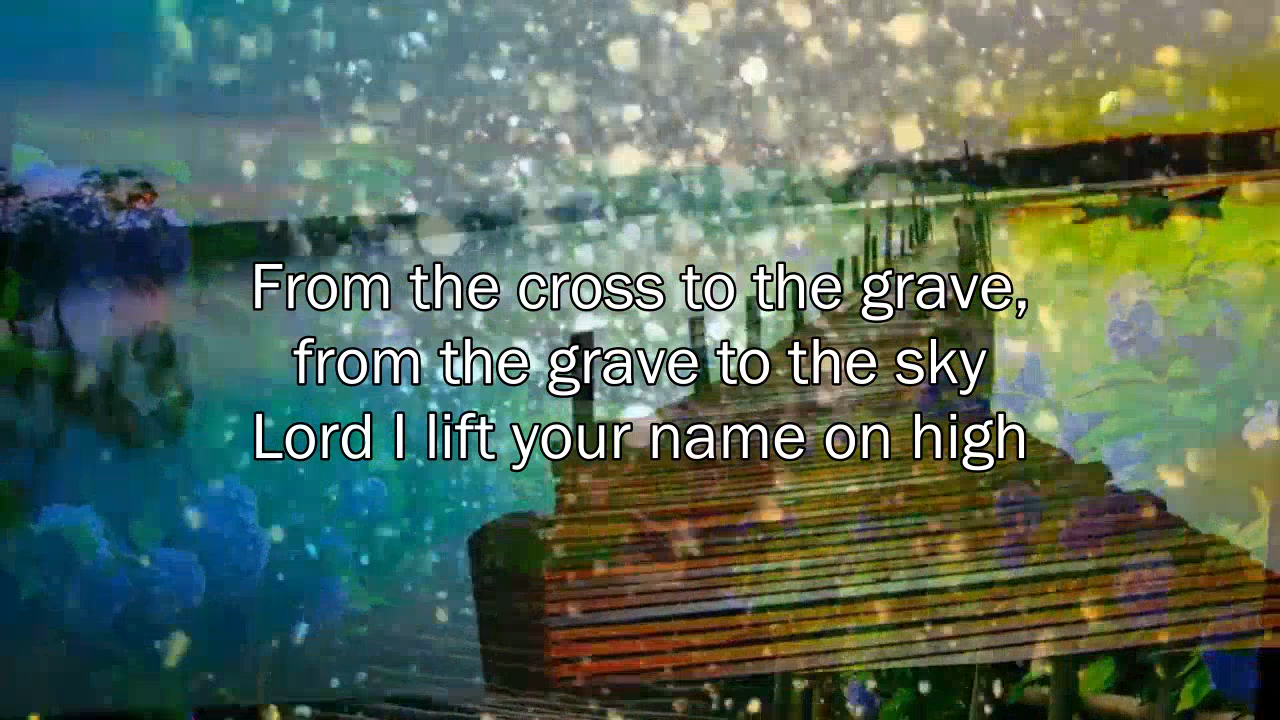 From the cross to the grave,
from the grave to the sky
Lord I lift your name on high